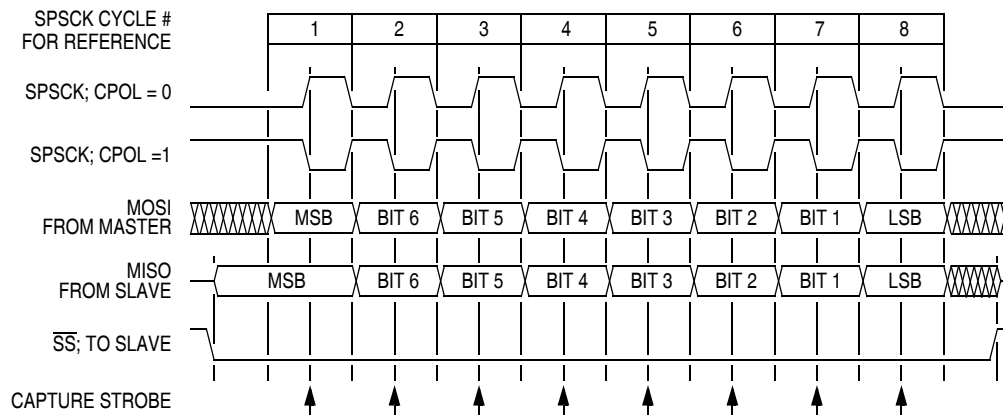 SPSCK CYCLE #
FOR REFERENCE
1 2 3 4 5 6 7 8
SPSCK; CPOL = 0
SPSCK; CPOL =1
MOSI
FROM MASTER
MSB BIT 6 BIT 5 BIT 4 BIT 3 BIT 2 BIT 1 LSB
MISO
FROM SLAVE
MSB BIT 6 BIT 5 BIT 4 BIT 3 BIT 2 BIT 1 LSB
SS; TO SLAVE
CAPTURE STROBE